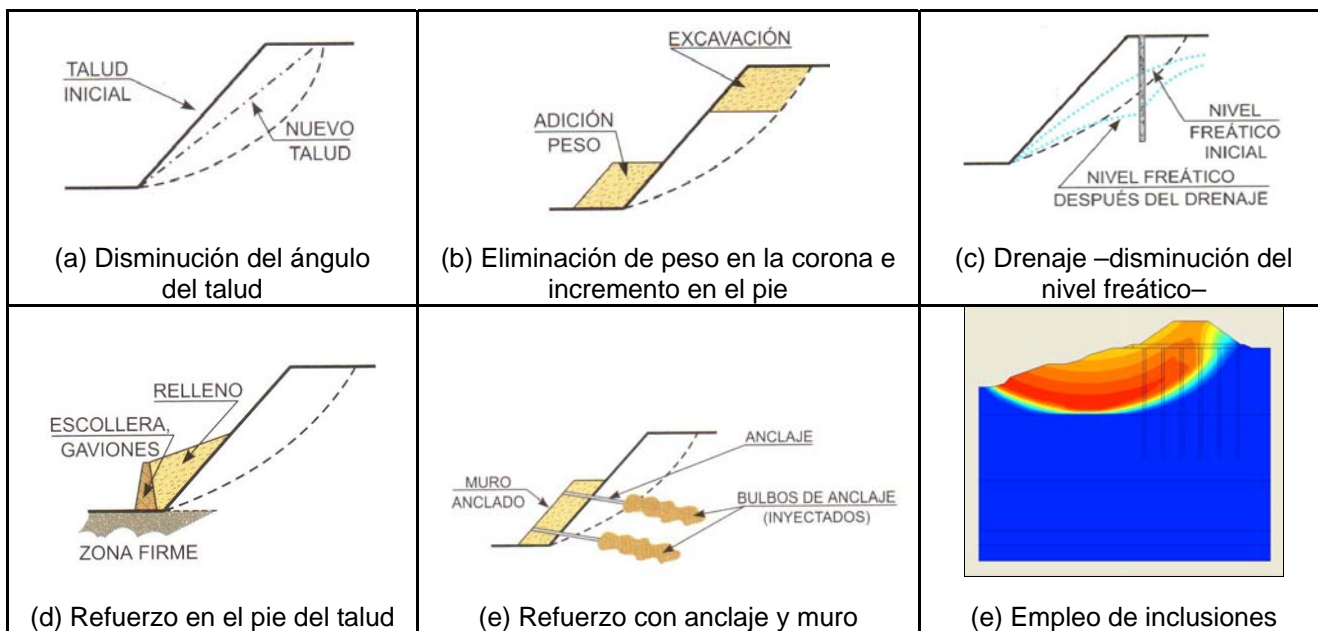 TALUD
INICIAL
NUEVO
TALUD
(a) Disminución del ángulo
del talud
EXCAVACIÓN
ADICIÓN
PESO
(b) Eliminación de peso en la corona e
incremento en el pie
NIVEL
FREÁTICO
INICIAL
NIVEL FREÁTICO
DESPUÉS DEL DRENAJE
(c) Drenaje –disminución del
nivel freático–
RELLENO
ESCOLLERA,
GAVIONES
ZONA FIRME
(d) Refuerzo en el pie del talud
ANCLAJE
MURO
ANCLADO
BULBOS DE ANCLAJE
(INYECTADOS)
(e) Refuerzo con anclaje y muro
(e) Empleo de inclusiones